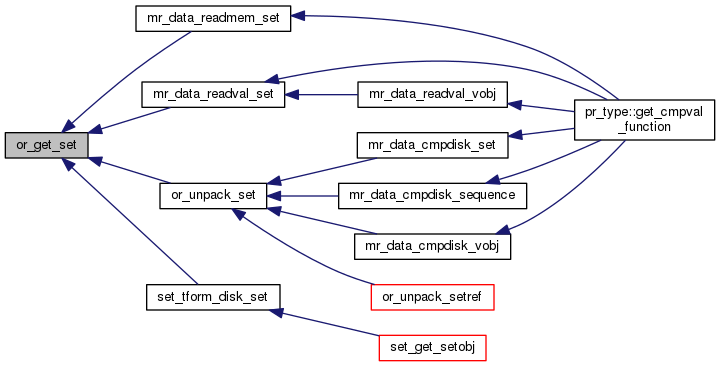 mr_data_readmem_set
mr_data_readval_set
mr_data_readval_vobj
pr_type::get_cmpval
_function
or_get_set
mr_data_cmpdisk_set
or_unpack_set
mr_data_cmpdisk_sequence
mr_data_cmpdisk_vobj
set_tform_disk_set
or_unpack_setref
set_get_setobj